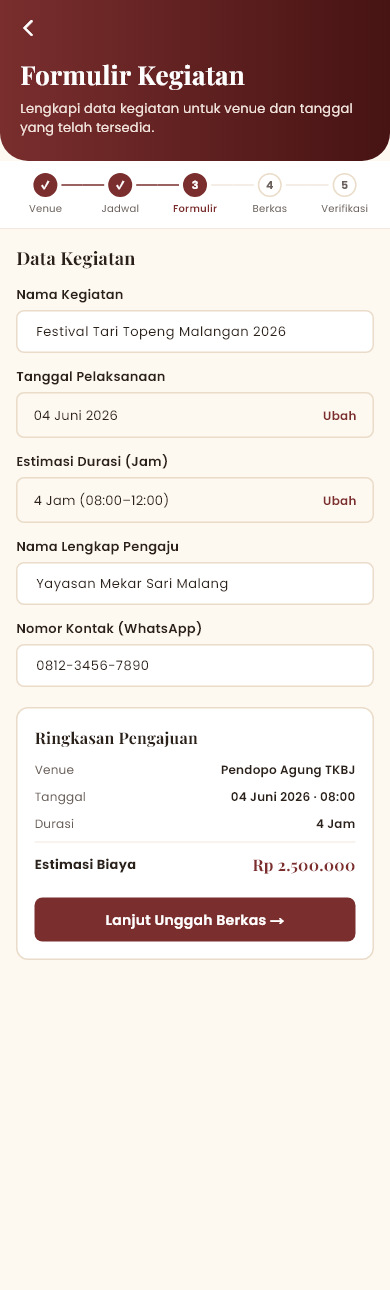 Formulir Kegiatan
Lengkapi data kegiatan untuk venue dan tanggal
yang telah tersedia.
3
4
5
Venue
Jadwal
Formulir
Berkas
Verifikasi
Data Kegiatan
Nama Kegiatan
Festival Tari Topeng Malangan 2026
Tanggal Pelaksanaan
04 Juni 2026
Ubah
Estimasi Durasi (Jam)
4 Jam (08:00–12:00)
Ubah
Nama Lengkap Pengaju
Yayasan Mekar Sari Malang
Nomor Kontak (WhatsApp)
0812-3456-7890
Ringkasan Pengajuan
Venue
Pendopo Agung TKBJ
Tanggal
04 Juni 2026 · 08:00
Durasi
4 Jam
Estimasi Biaya
Rp 2.500.000
Lanjut Unggah Berkas →